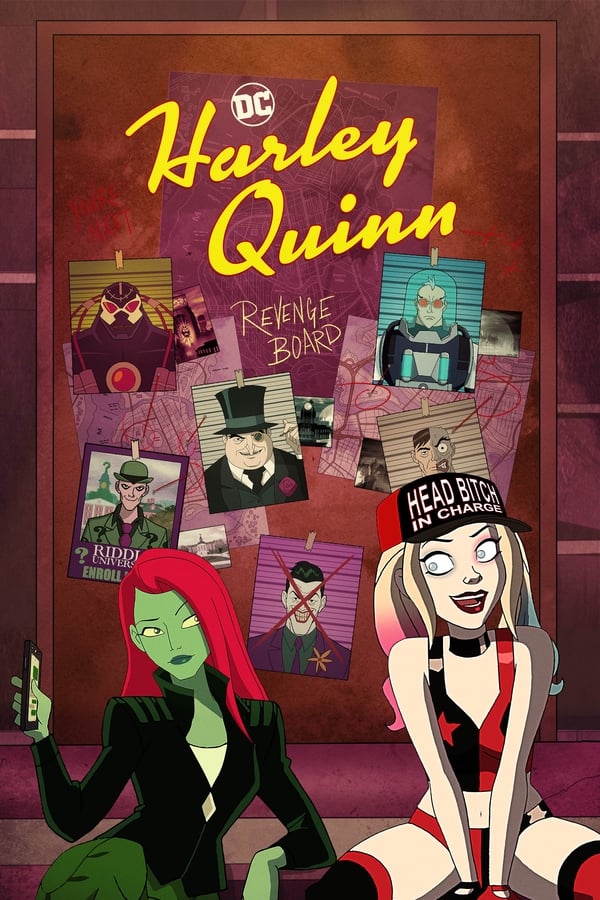 DC
Harley
Quinn
REVENGE
BOARD
HEAD BITCH
IN CHARGE
?
RIDDL
UNIVERS
ENROLL